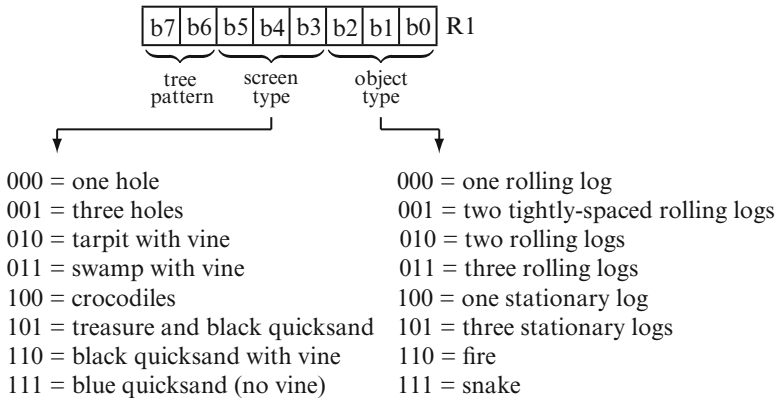 b7 b6 b5 b4 b3 b2 b1 b0 R1
tree pattern
screen type
object type
000 = one hole
001 = three holes
010 = tarpit with vine
011 = swamp with vine
100 = crocodiles
101 = treasure and black quicksand
110 = black quicksand with vine
111 = blue quicksand (no vine)
000 = one rolling log
001 = two tightly-spaced rolling logs
010 = two rolling logs
011 = three rolling logs
100 = one stationary log
101 = three stationary logs
110 = fire
111 = snake